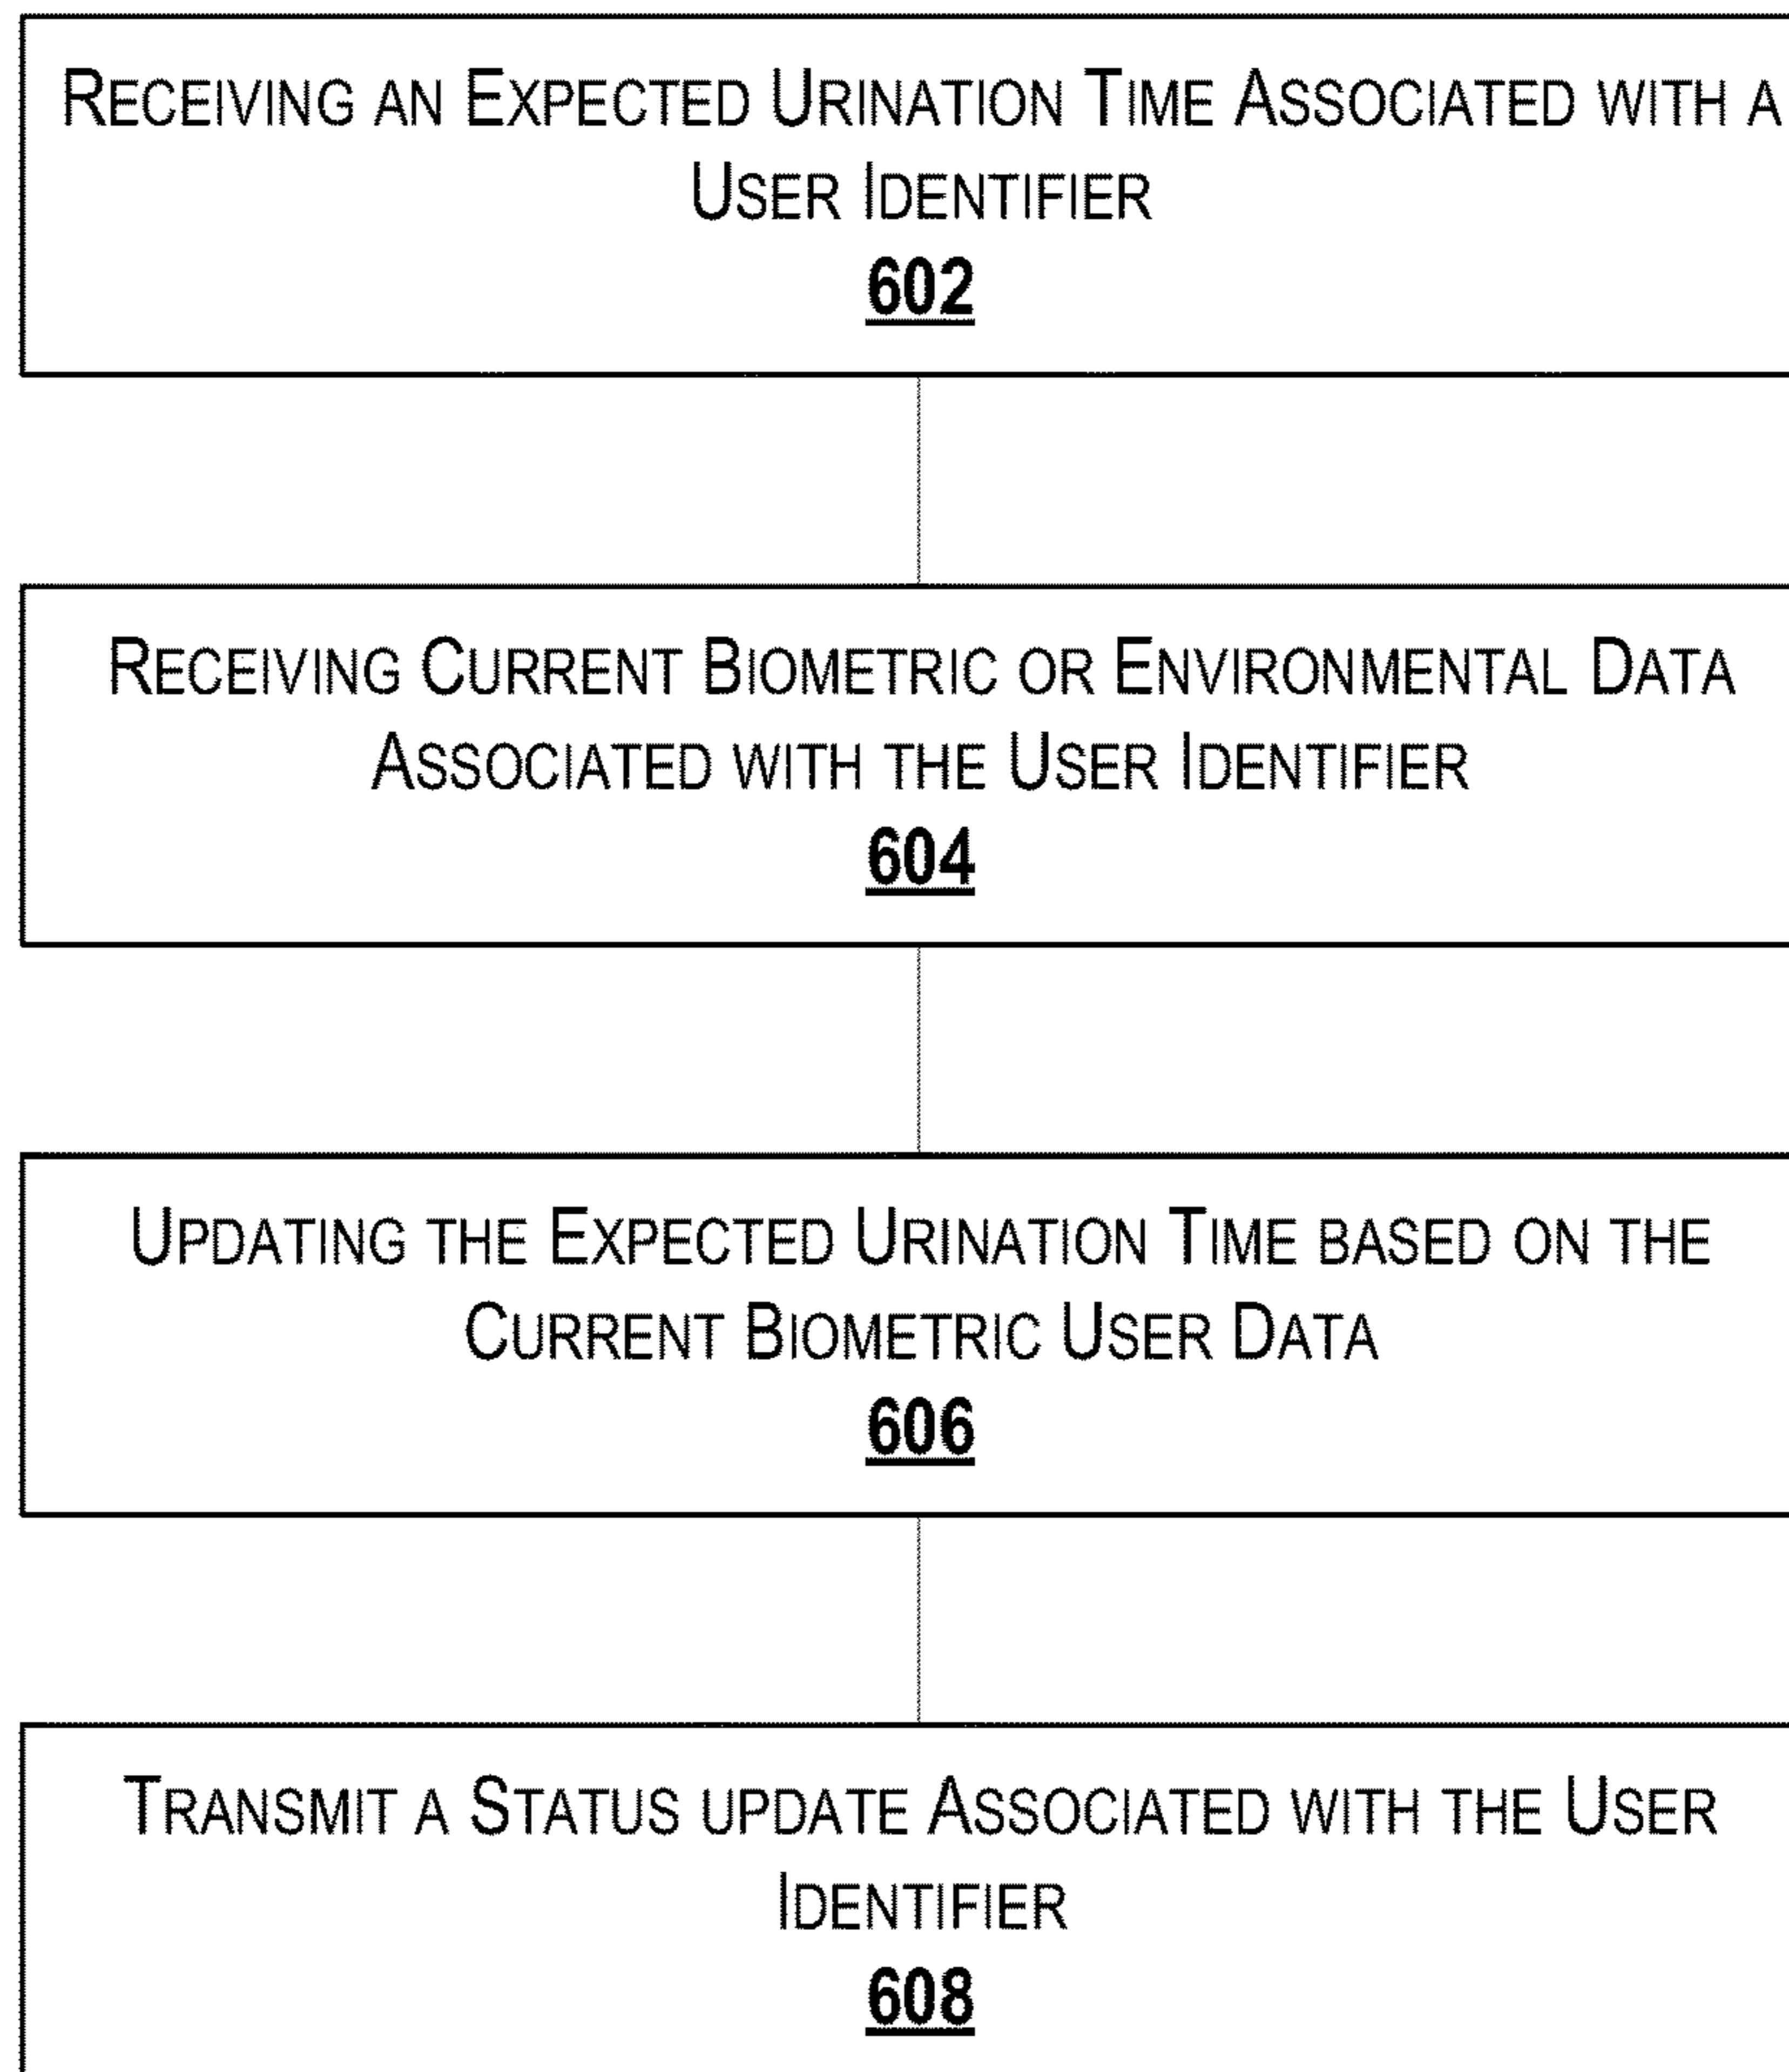 RECEIVING AN EXPECTED URINATION TIME ASSOCIATED WITH A
USER IDENTIFIER
602
RECEIVING CURRENT BIOMETRIC OR ENVIRONMENTAL DATA
ASSOCIATED WITH THE USER IDENTIFIER
604
UPDATING THE EXPECTED URINATION TIME BASED ON THE
CURRENT BIOMETRIC USER DATA
606
TRANSMIT A STATUS UPDATE ASSOCIATED WITH THE USER
IDENTIFIER
608